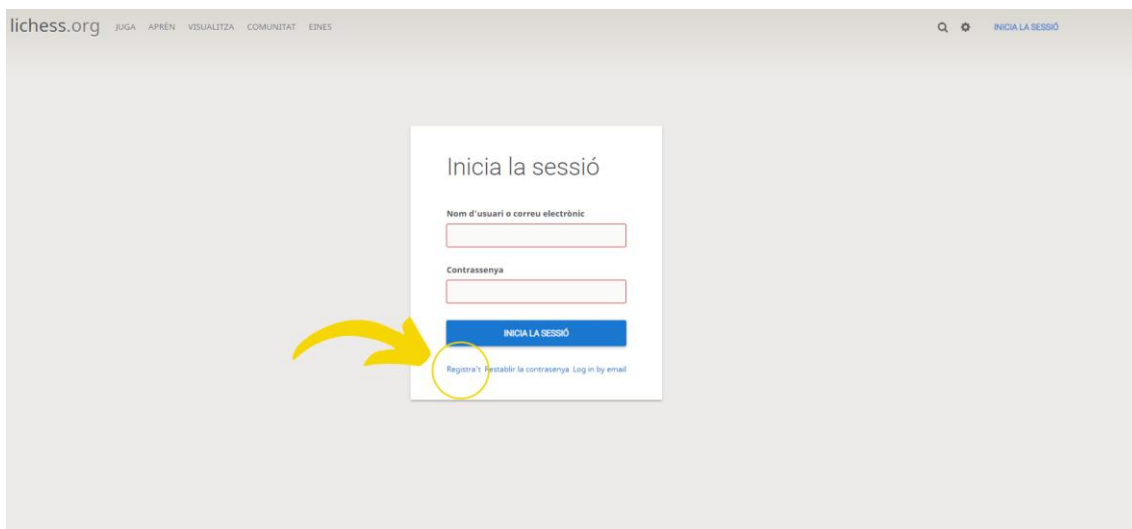 lichess.org JUGA APRÈN VISUALITZA COMUNITAT EINES INICIA LA SESSIÓ
Inicia la sessió
Nom d'usuari o correu electrònic
Contrassenya
INICIA LA SESSIÓ
Registra't Restablir la contrasenya Log in by email